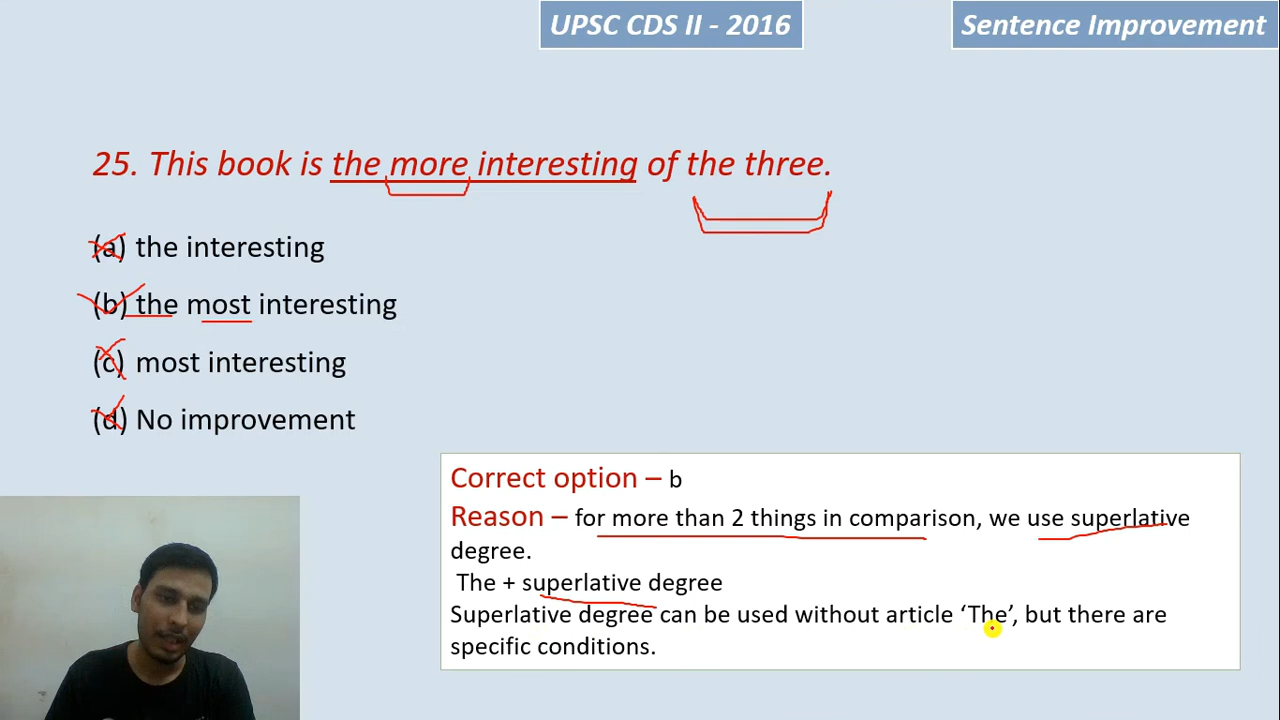 UPSC CDS II - 2016
Sentence Improvement
25. This book is the more interesting of the three.
(a) the interesting
(b) the most interesting
(c) most interesting
(d) No improvement
Correct option – b
Reason – for more than 2 things in comparison, we use superlative
degree.
The + superlative degree
Superlative degree can be used without article ‘The’, but there are
specific conditions.